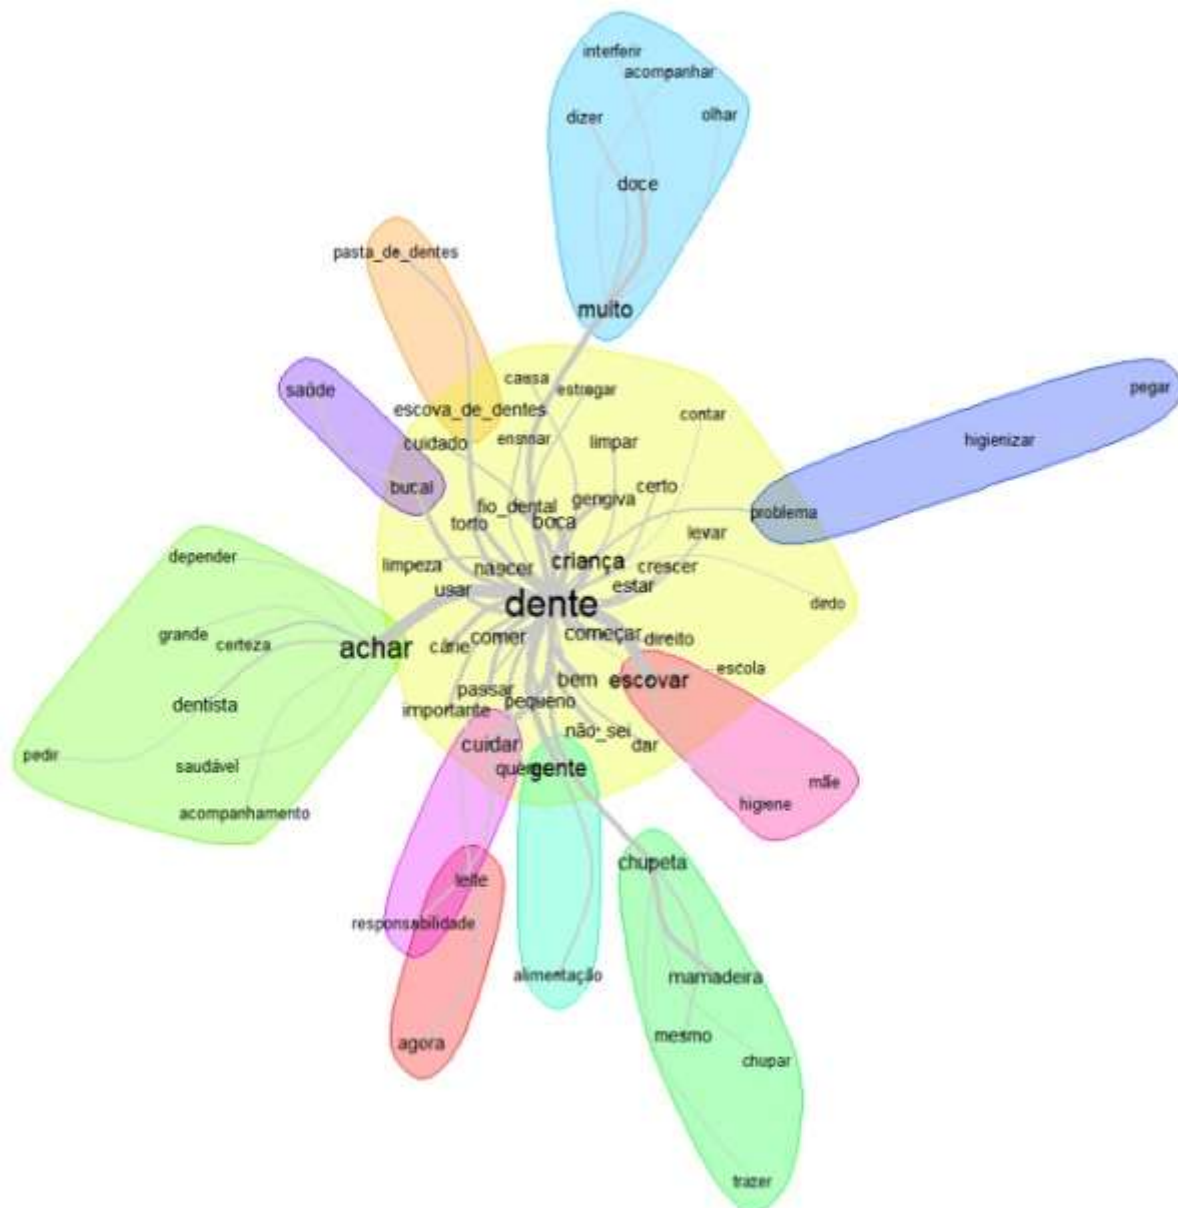 interferir
acompanhar
dizer
olhar
doce
pasta_de_dentes
muito
cassa
estragar
saúde
pegar
escova_de_dentes
contar
cuidado
ensinar
limpar
higienizar
bucal
certo
fio_dental
gengiva
problema
torto
boca
levar
depender
limpeza
nascer
criança
crescer
usar
estar
dente
dedo
grande
certeza
achar
cárie
comer
começar
direito
escola
dentista
passar
bem
escovar
importante
pequeno
não_sei
pedir
saudável
cuidar
quem
gente
dar
mãe
higiene
acompanhamento
chupeta
leite
responsabilidade
alimentação
mamadeira
agora
mesmo
chupar
trazer